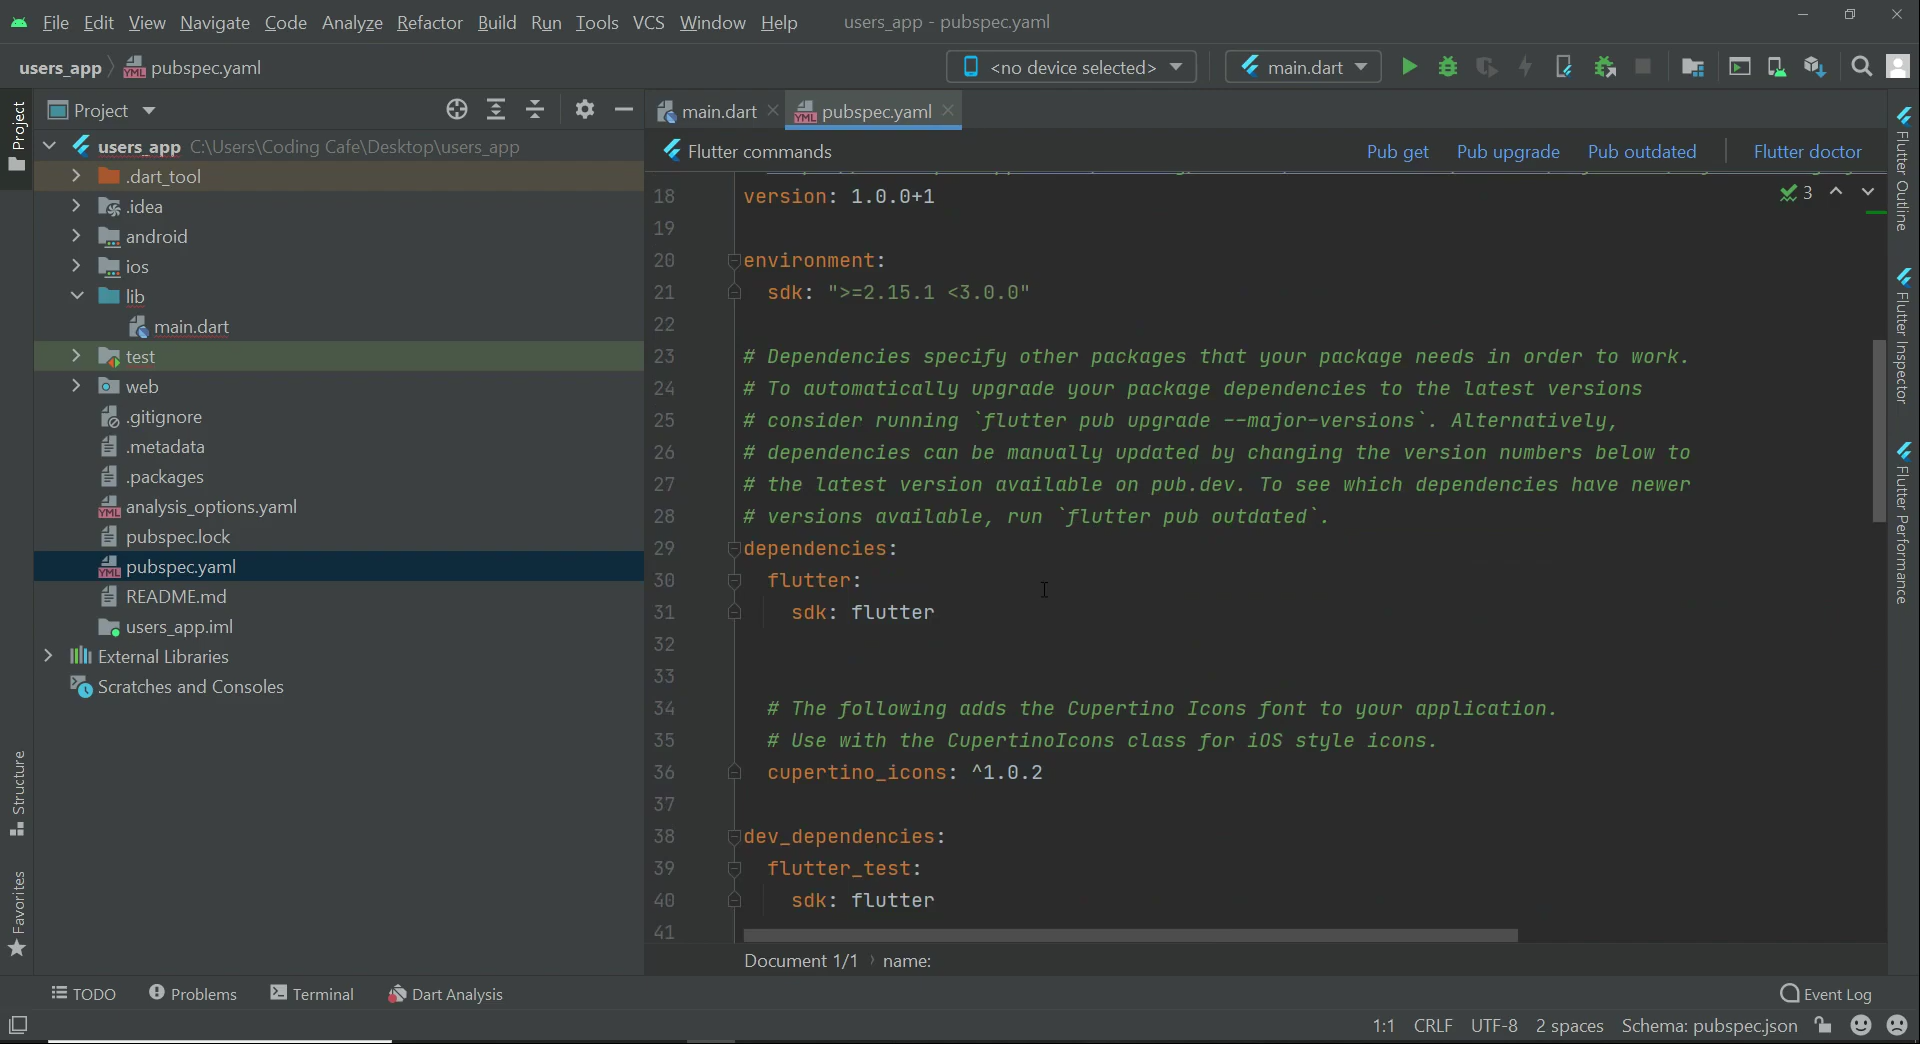 File Edit View Navigate Code Analyze Refactor Build Run Tools VCS Window Help users_app - pubspec.yaml
users_app pubspec.yaml <no device selected> main.dart
Project
main.dart pubspec.yaml
users_app C:\Users\Coding Cafe\Desktop\users_app
Flutter commands Pub get Pub upgrade Pub outdated Flutter doctor
.dart_tool
.idea
android
ios
lib
main.dart
test
web
.gitignore
.metadata
.packages
analysis_options.yaml
pubspec.lock
pubspec.yaml
README.md
users_app.iml
External Libraries
Scratches and Consoles
18 version: 1.0.0+1
3
19
20 environment:
21 sdk: ">=2.15.1 <3.0.0"
22
23 # Dependencies specify other packages that your package needs in order to work.
24 # To automatically upgrade your package dependencies to the latest versions
25 # consider running `flutter pub upgrade --major-versions`. Alternatively,
26 # dependencies can be manually updated by changing the version numbers below to
27 # the latest version available on pub.dev. To see which dependencies have newer
28 # versions available, run `flutter pub outdated`.
29 dependencies:
30 flutter:
31 sdk: flutter
32
33
34 # The following adds the Cupertino Icons font to your application.
35 # Use with the CupertinoIcons class for iOS style icons.
36 cupertino_icons: ^1.0.2
37
38 dev_dependencies:
39 flutter_test:
40 sdk: flutter
41
Document 1/1 name:
Project
Structure
Favorites
Flutter Outline
Flutter Inspector
Flutter Performance
TODO Problems Terminal Dart Analysis Event Log
1:1 CRLF UTF-8 2 spaces Schema: pubspec.json